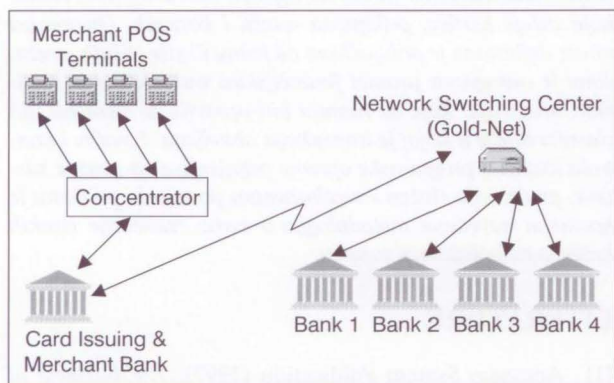 Merchant POS
Terminals
Network Switching Center
(Gold-Net)
Concentrator
Bank 1 Bank 2 Bank 3 Bank 4
Card Issuing &
Merchant Bank